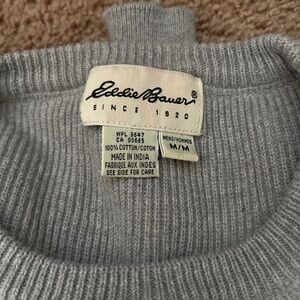 Eddie Bauer®
SINCE 1920
WPL 5647
CA 00665
100% COTTON/COTON
MADE IN INDIA
FABRIQUE AUX INDES
SEE SIDE FOR CARE
MENS/HOMMES
M/M